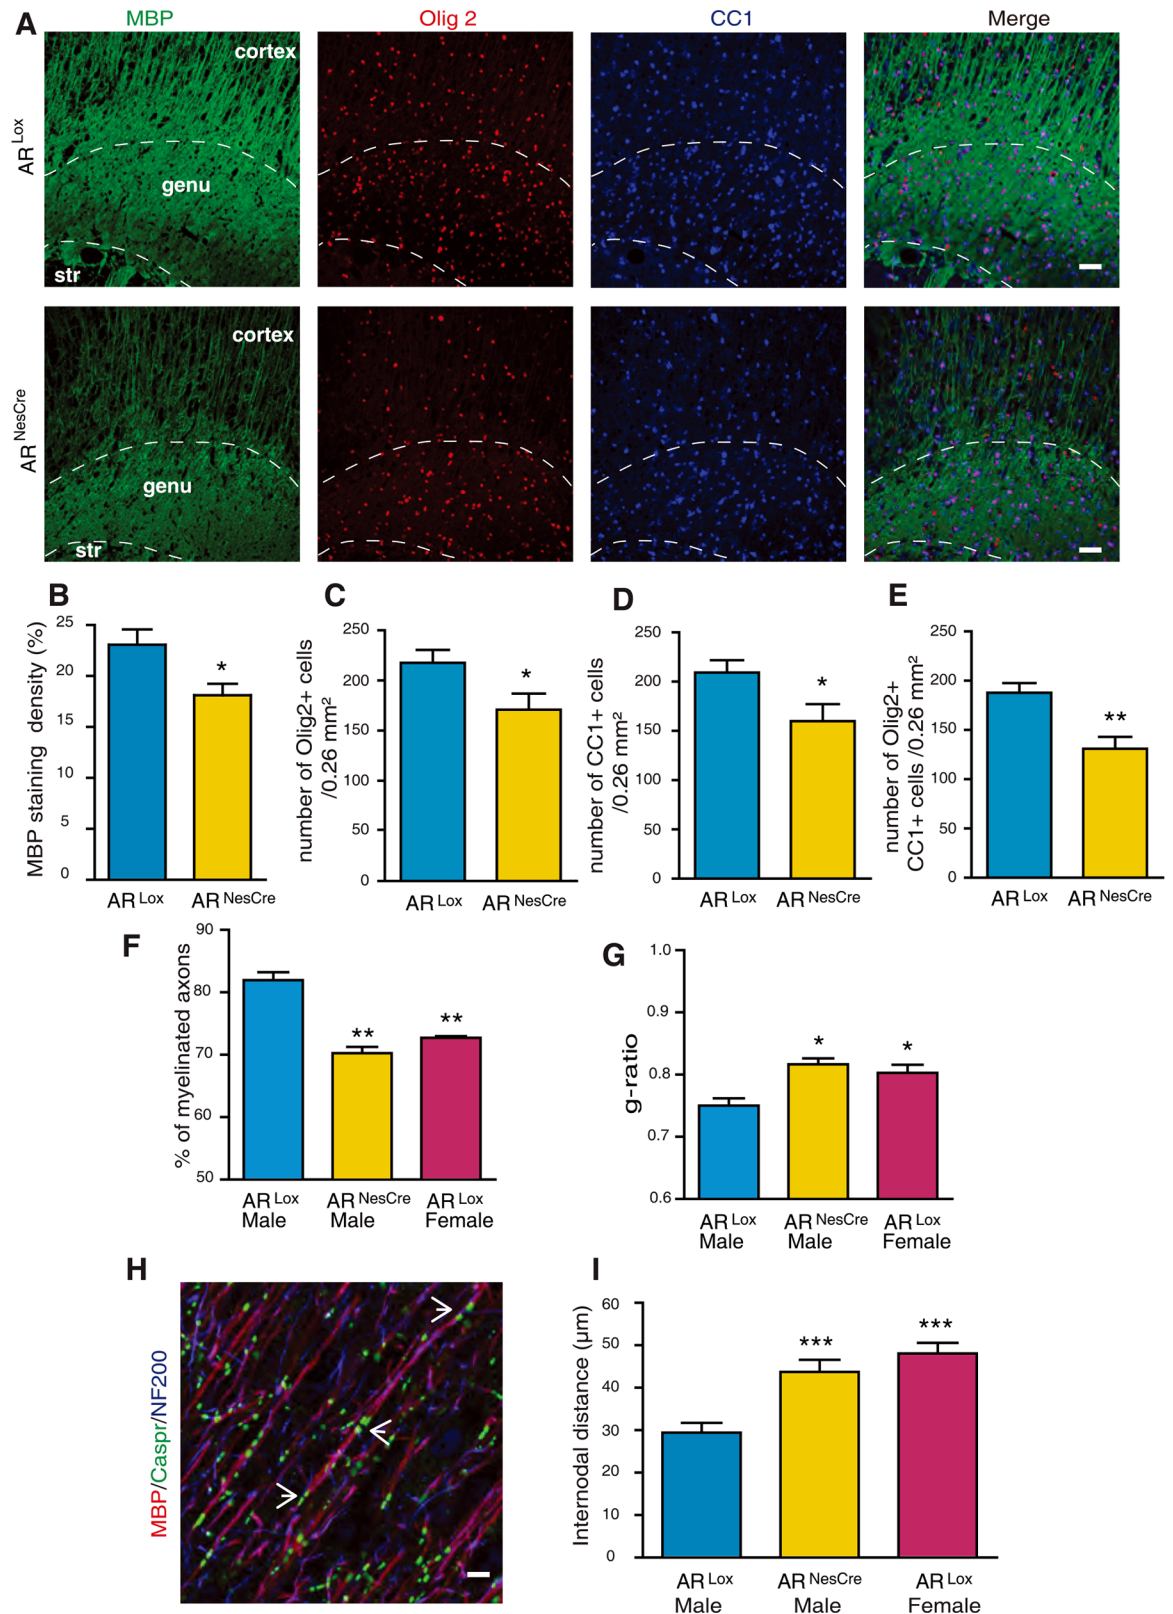 A
MBP
Olig 2
CC1
Merge
AR Lox
cortex
genu
str
AR NesCre
cortex
genu
str
B
MBP staining density (%)
25
20
15
10
5
0
*
AR Lox
AR NesCre
C
number of Olig2+ cells
/0.26 mm²
250
200
150
100
50
0
*
AR Lox
AR NesCre
D
number of CC1+ cells
/0.26 mm²
250
200
150
100
50
0
*
AR Lox
AR NesCre
E
number of Olig2+
CC1+ cells /0.26 mm²
250
200
150
100
50
0
**
AR Lox
AR NesCre
F
% of myelinated axons
90
80
70
60
50
**
**
AR Lox
Male
AR NesCre
Male
AR Lox
Female
G
g-ratio
1.0
0.9
0.8
0.7
0.6
*
*
AR Lox
Male
AR NesCre
Male
AR Lox
Female
H
MBP/Caspr/NF200
I
Internodal distance (µm)
60
50
40
30
20
10
0
***
***
AR Lox
Male
AR NesCre
Male
AR Lox
Female